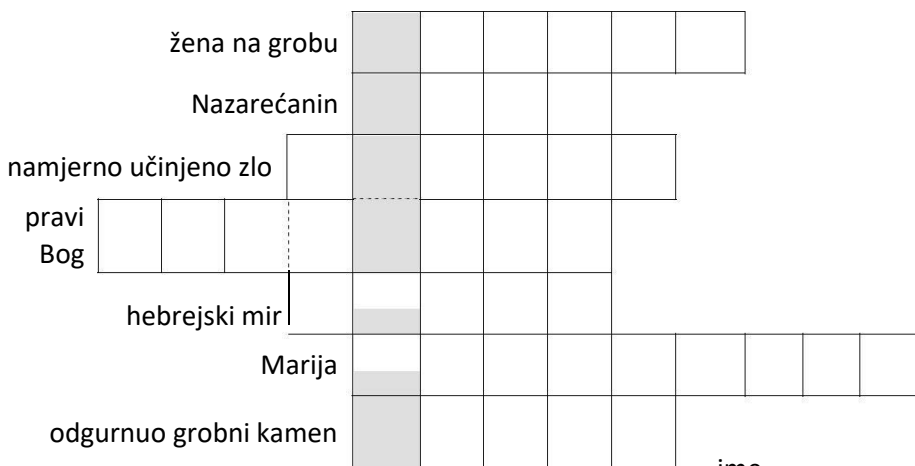 žena na grobu
Nazarećanin
namjerno učinjeno zlo
pravi
Bog
hebrejski mir
Marija
odgurnuo grobni kamen